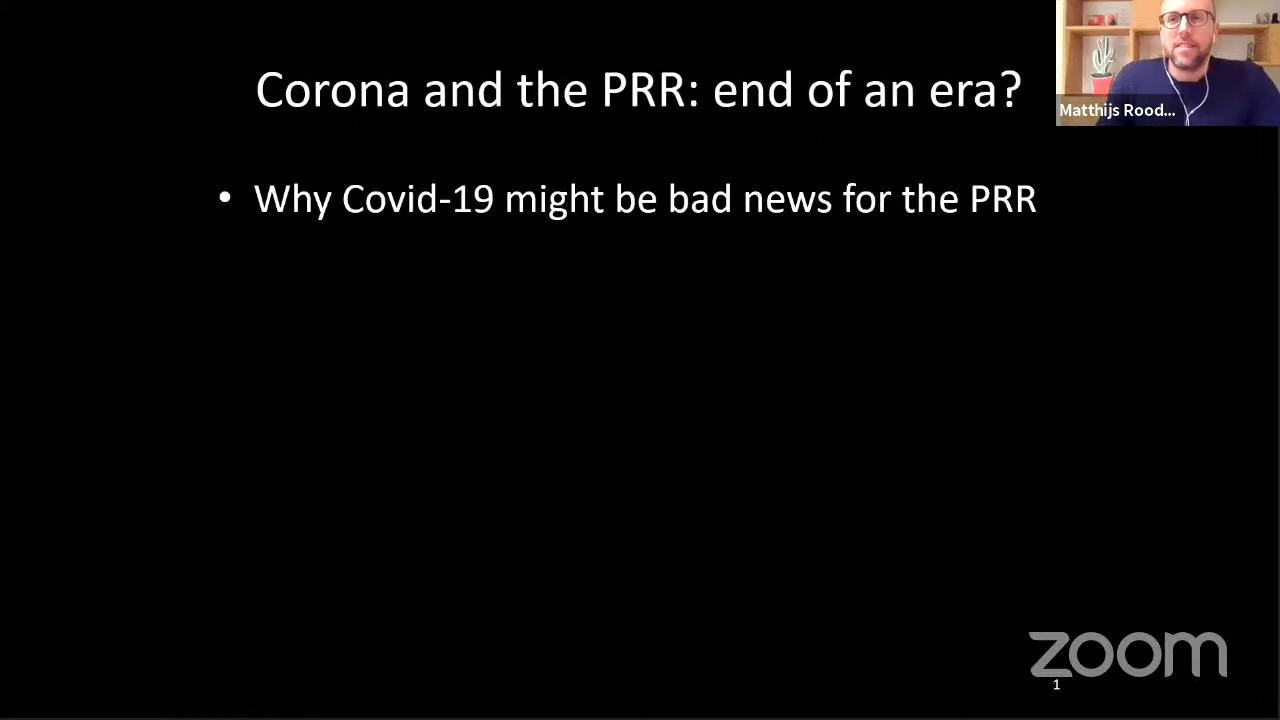 Corona and the PRR: end of an era?
Matthijs Rood...
• Why Covid-19 might be bad news for the PRR
zoom
1